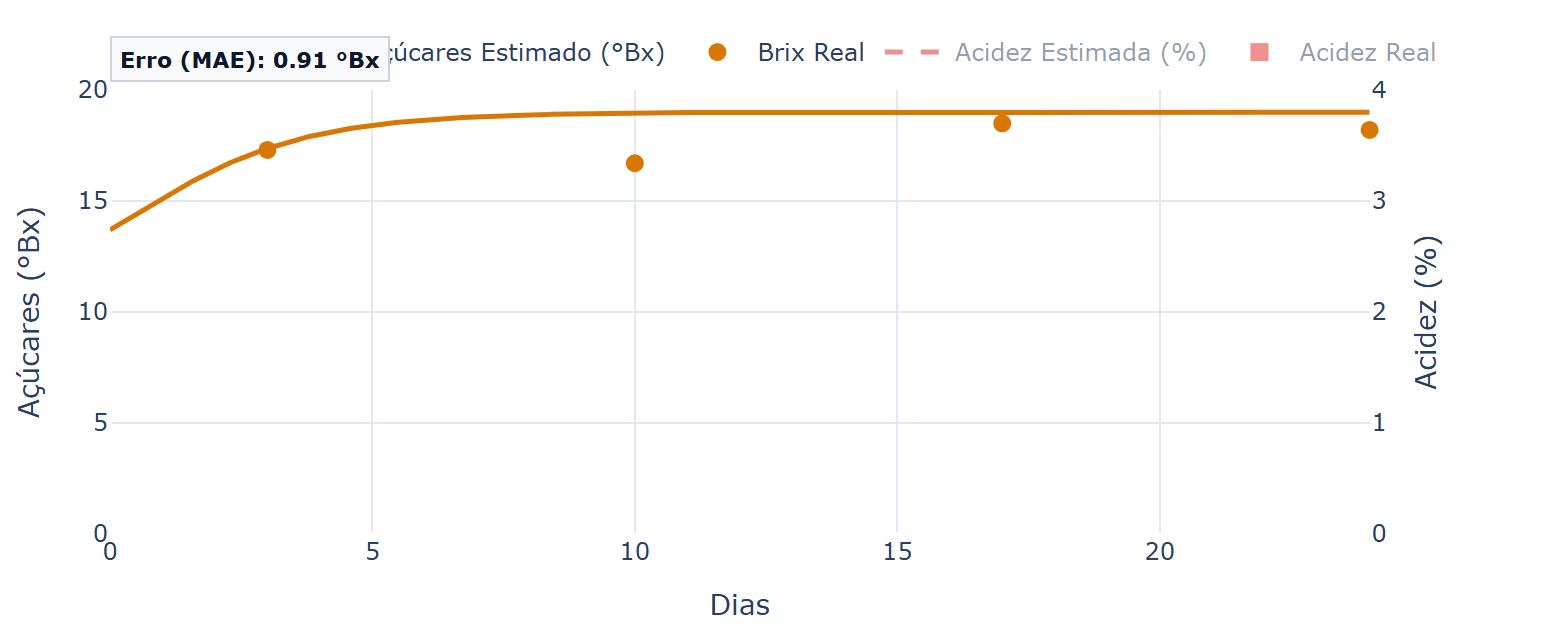 Erro (MAE): 0.91 °Bx
çúcares Estimado (°Bx) Brix Real Acidez Estimada (%) Acidez Real
20 4
15 3
10 2
5 1
0 0
0 5 10 15 20
Dias
Açúcares (°Bx)
Acidez (%)